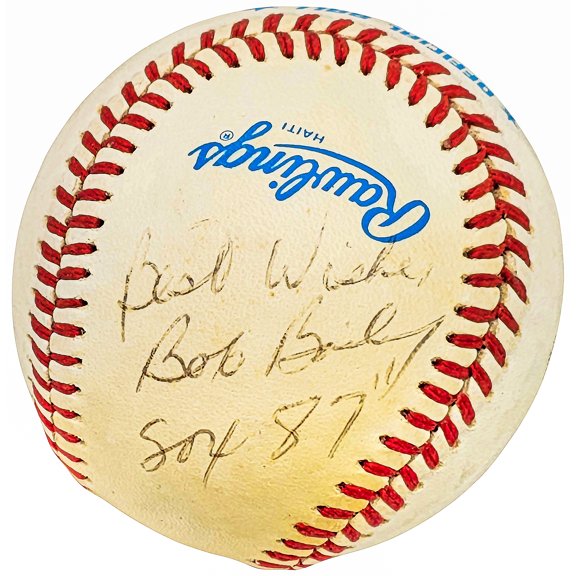 Rawlings®
HAITI
Best Wishes,
Bob Bailey
Sox 87"